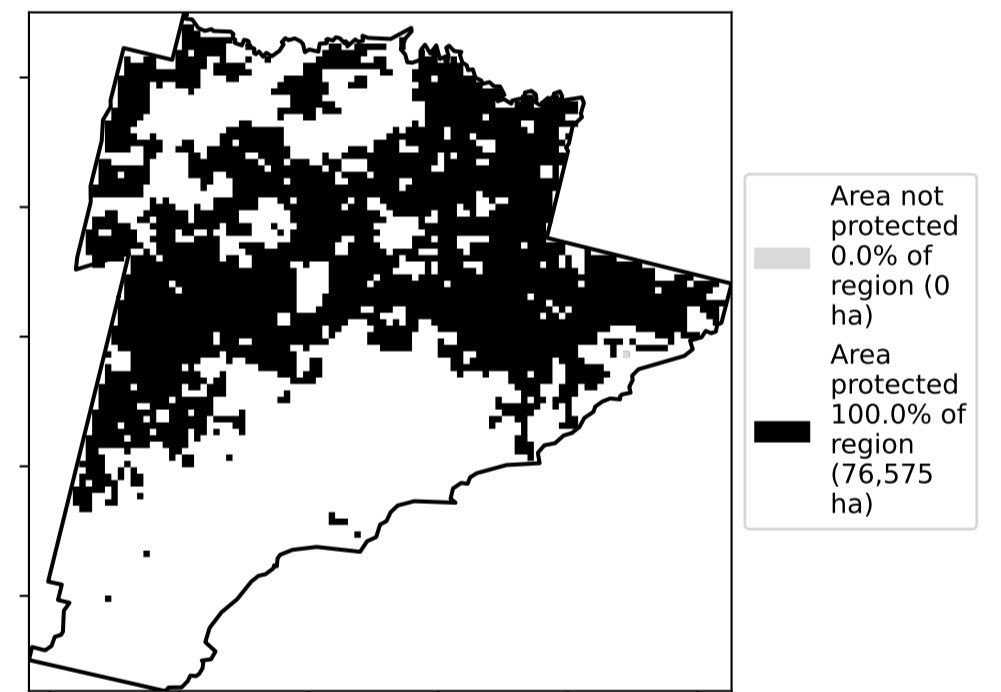 Area not
protected
0.0% of
region (0
ha)
Area
protected
100.0% of
region
(76,575
ha)